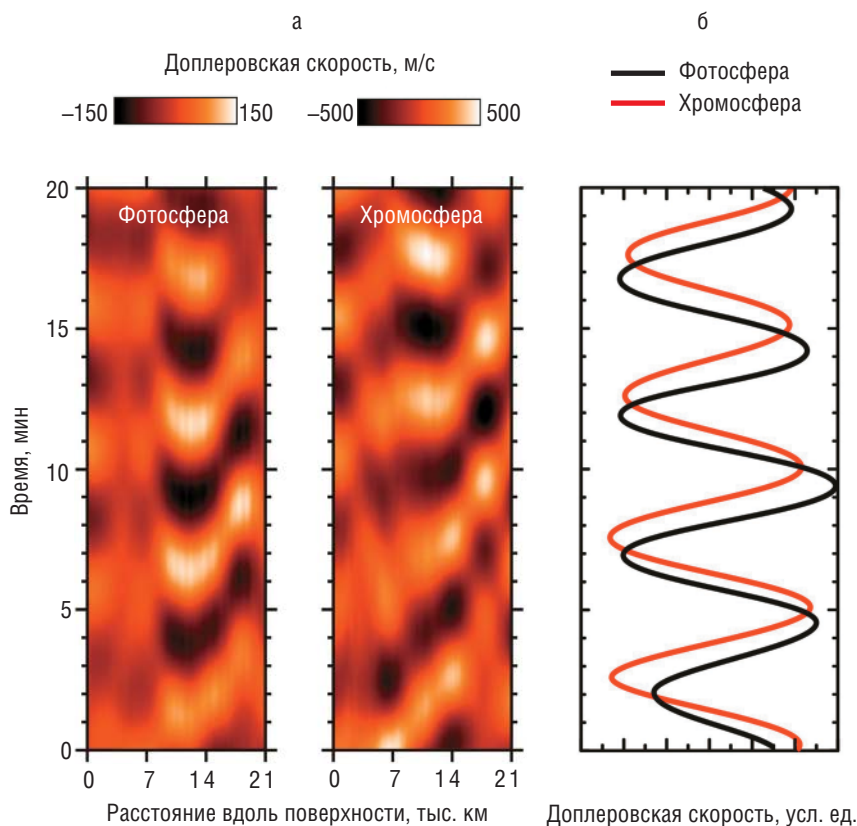 а
б
Доплеровская скорость, м/с
−150 150 −500 500
Фотосфера
Хромосфера
Фотосфера
Хромосфера
20
15
10
5
0
Время, мин
0 7 14 21
0 7 14 21
Расстояние вдоль поверхности, тыс. км
Доплеровская скорость, усл. ед.